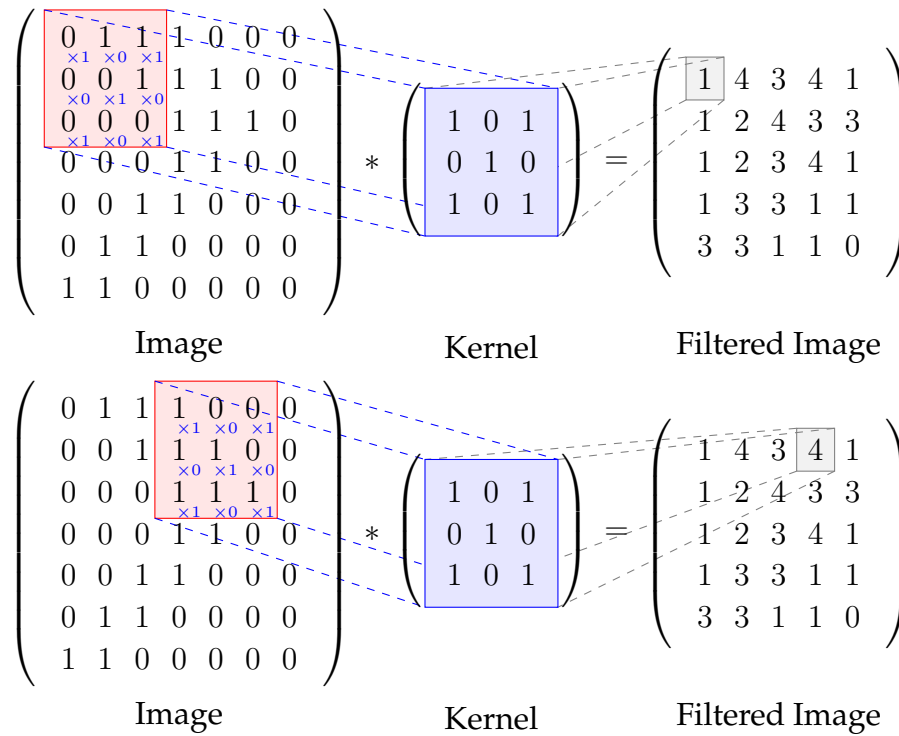 0 1 1 1 0 0 0
×1 ×0 ×1
0 0 1 1 1 0 0
×0 ×1 ×0
0 0 0 1 1 1 0
×1 ×0 ×1
0 0 0 1 1 0 0
0 0 1 1 0 0 0
0 1 1 0 0 0 0
1 1 0 0 0 0 0
Image
*
1 0 1
0 1 0
1 0 1
Kernel
=
1 4 3 4 1
1 2 4 3 3
1 2 3 4 1
1 3 3 1 1
3 3 1 1 0
Filtered Image
0 1 1 1 0 0 0
×1 ×0 ×1
0 0 1 1 1 0 0
×0 ×1 ×0
0 0 0 1 1 1 0
×1 ×0 ×1
0 0 0 1 1 0 0
0 0 1 1 0 0 0
0 1 1 0 0 0 0
1 1 0 0 0 0 0
Image
*
1 0 1
0 1 0
1 0 1
Kernel
=
1 4 3 4 1
1 2 4 3 3
1 2 3 4 1
1 3 3 1 1
3 3 1 1 0
Filtered Image